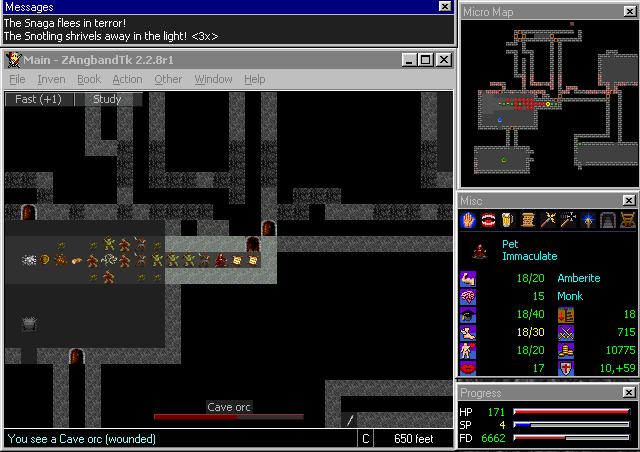 Messages
The Snaga flees in terror!
The Snotling shrivels away in the light! <3x>
Main - ZAngbandTk 2.2.8r1
File Inven Book Action Other Window Help
Fast (+1) Study
Cave orc
You see a Cave orc (wounded) C 650 feet
Micro Map
Misc
Pet
Immaculate
18/20 Amberite
15 Monk
18/40 18
18/30 715
18/20 10775
17 10,+59
Progress
HP 171
SP 4
FD 6662